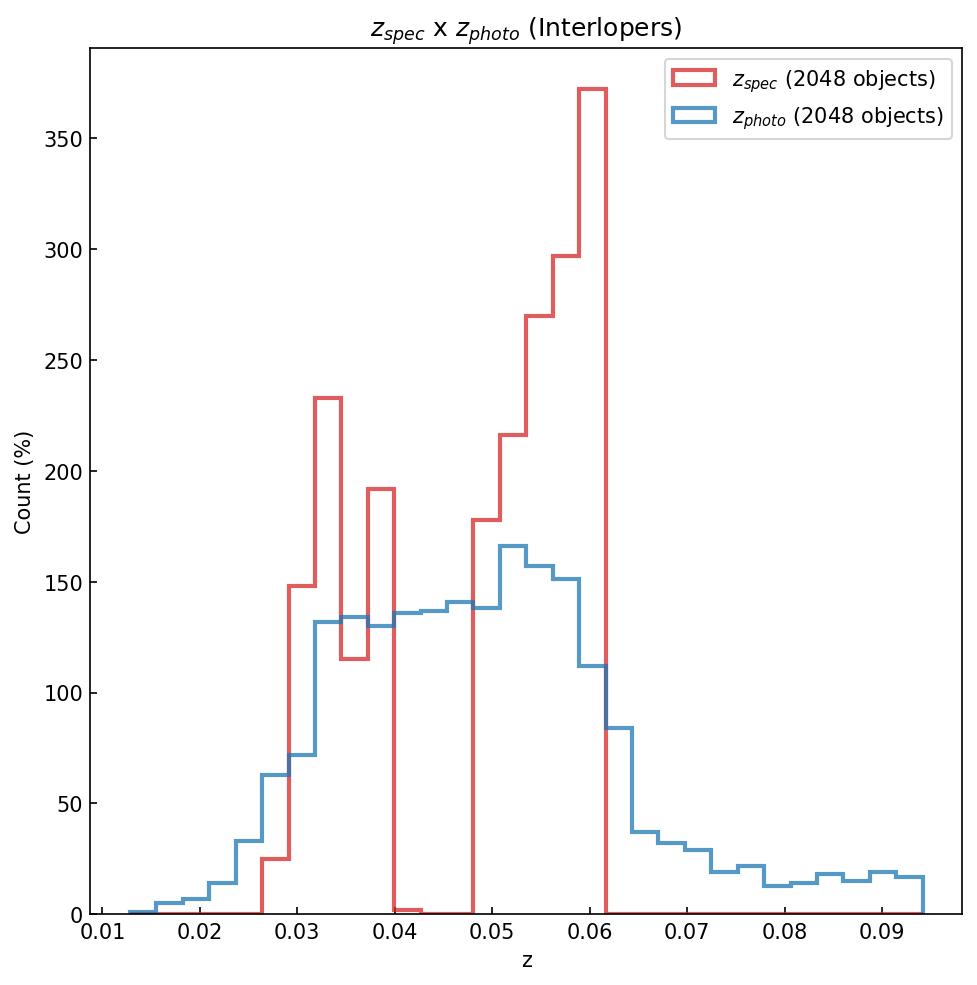 z_spec x z_photo (Interlopers)
z_spec (2048 objects)
z_photo (2048 objects)
Count (%)
350
300
250
200
150
100
50
0
0.01 0.02 0.03 0.04 0.05 0.06 0.07 0.08 0.09
z